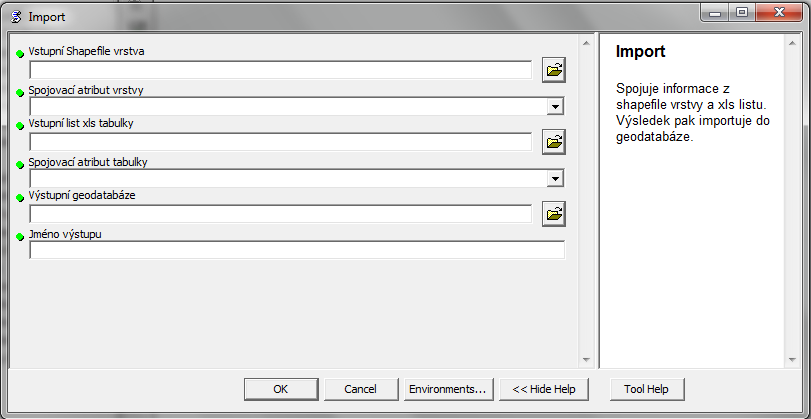 Import
Vstupní Shapefile vrstva
Spojovací atribut vrstvy
Vstupní list xls tabulky
Spojovací atribut tabulky
Výstupní geodatabáze
Jméno výstupu
Import
Spojuje informace z
shapefile vrstvy a xls listu.
Výsledek pak importuje do
geodatabáze.
OK
Cancel
Environments...
<< Hide Help
Tool Help